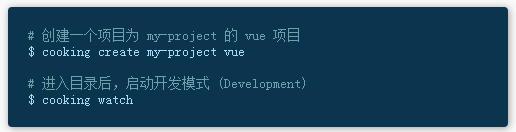 # 创建一个项目为 my-project 的 vue 项目
$ cooking create my-project vue
# 进入目录后，启动开发模式 (Development)
$ cooking watch